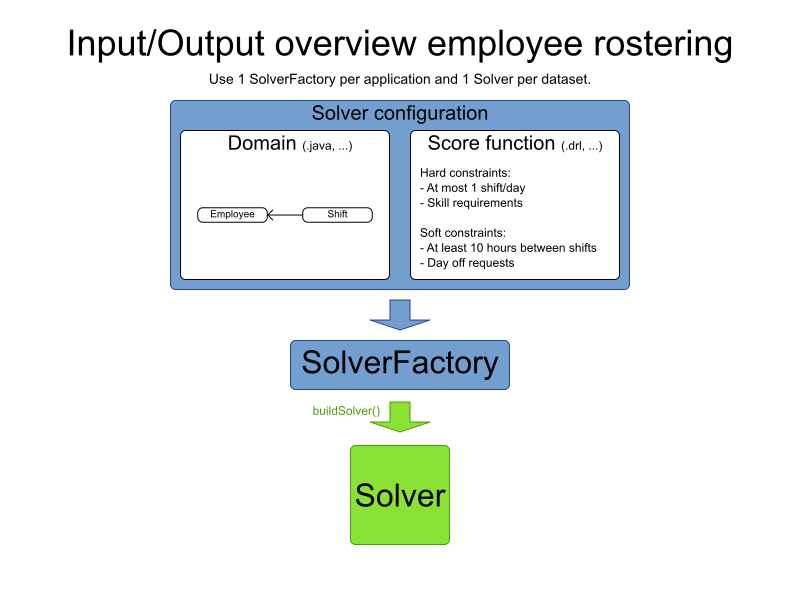 Input/Output overview employee rostering
Use 1 SolverFactory per application and 1 Solver per dataset.
Solver configuration
Domain (.java, ...)
Employee
Shift
Score function (.drl, ...)
Hard constraints:
- At most 1 shift/day
- Skill requirements
Soft constraints:
- At least 10 hours between shifts
- Day off requests
SolverFactory
buildSolver()
Solver